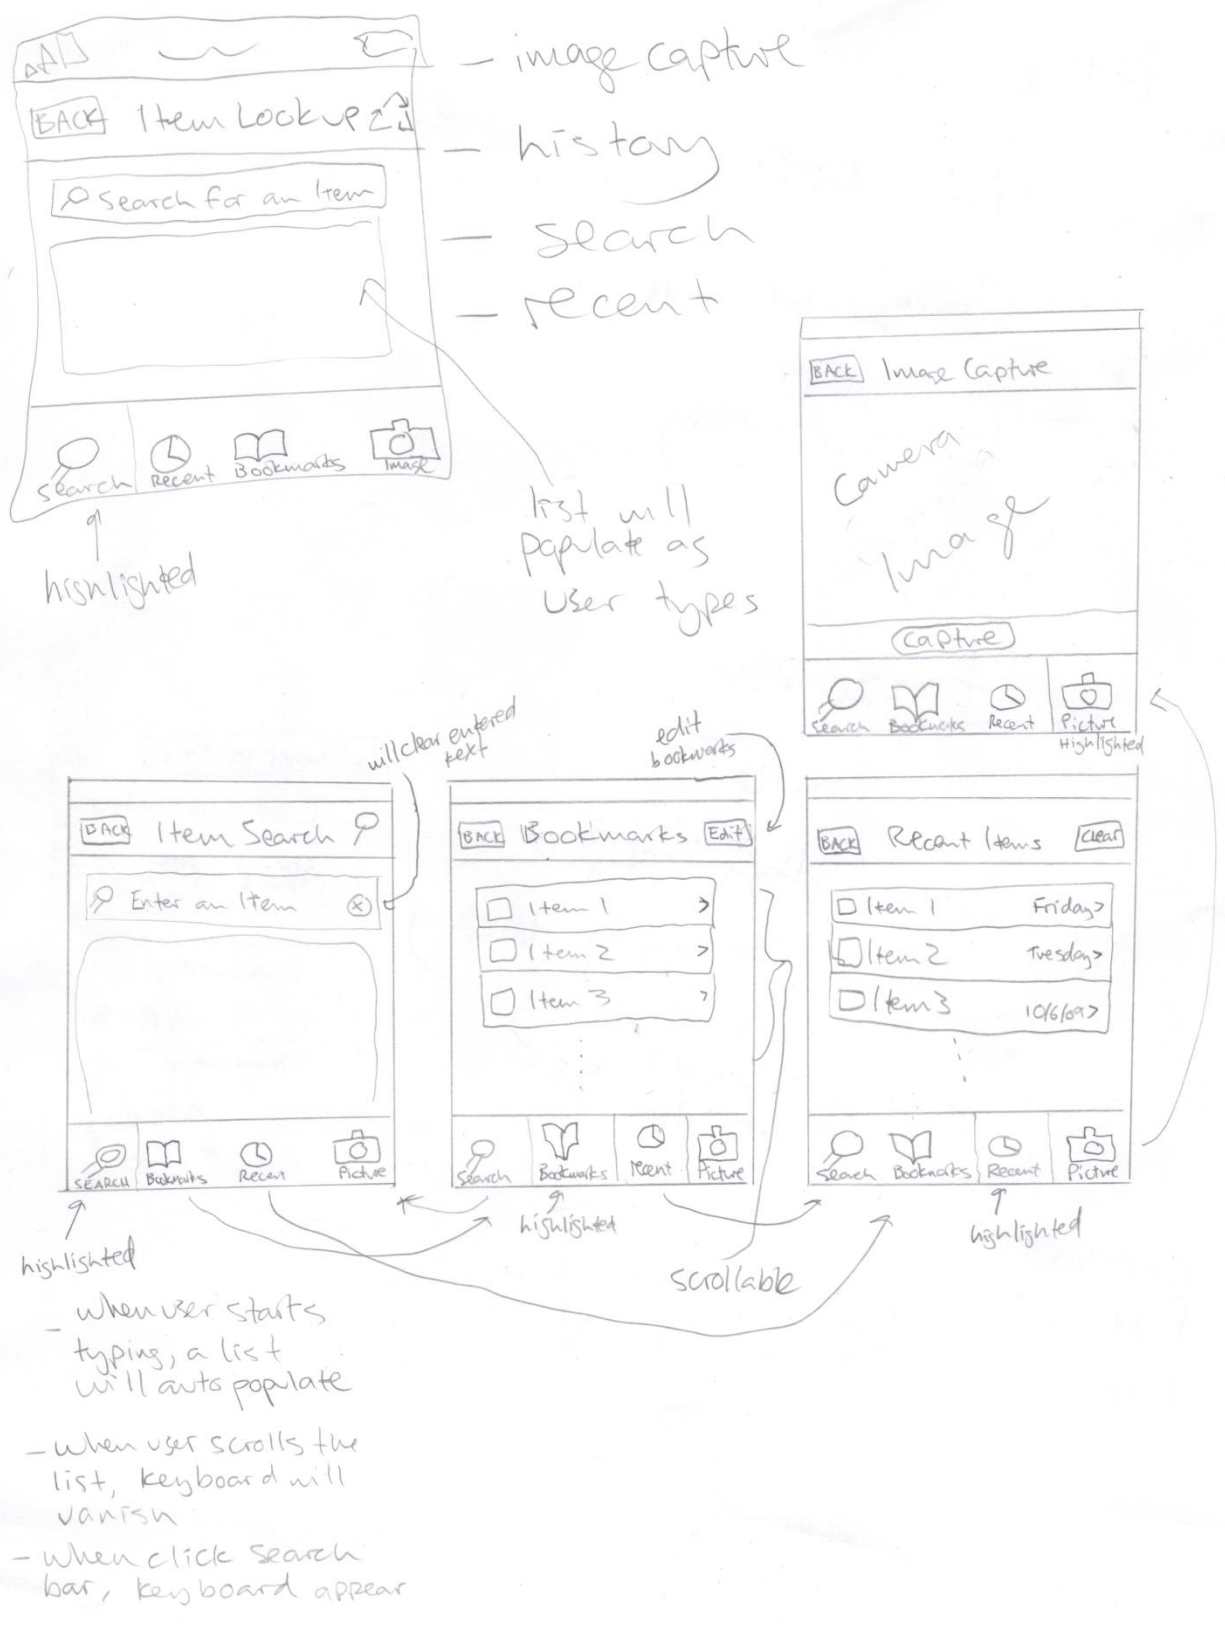 BACK Item Lookup
Search for an Item
Search Recent Bookmarks Image
highlighted
- image capture
- history
- search
- recent
list will
populate as
user types
BACK Image Capture
Camera
Image
Capture
Search Bookmarks Recent Picture
Highlighted
will clear entered
text
BACK Item Search
Enter an Item
SEARCH Bookmarks Recent Picture
highlighted
edit
bookmarks
BACK Bookmarks Edit
Item 1 >
Item 2 >
Item 3 >
Search Bookmarks recent Picture
highlighted
scrollable
BACK Recent Items Clear
Item 1 Friday >
Item 2 Tuesday >
Item 3 10/6/09 >
Search Bookmarks Recent Picture
highlighted
- when user starts
typing, a list
will auto populate
- when user scrolls the
list, keyboard will
vanish
- when click search
bar, keyboard appear